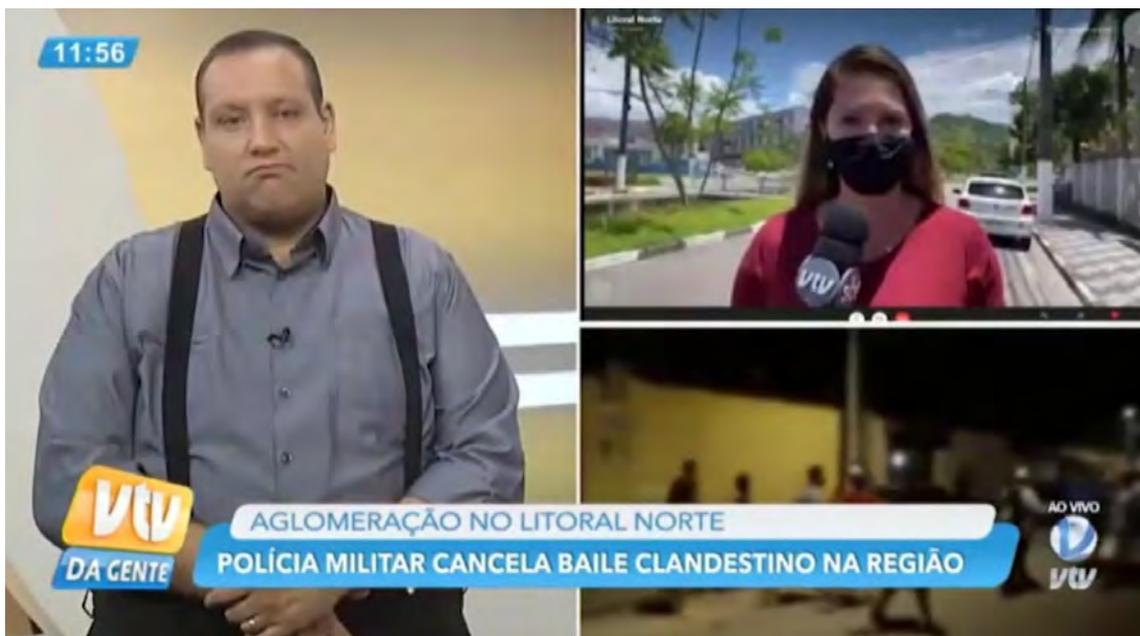 11:56
Litoral Norte
vtv
vtv
DA GENTE
AGLOMERAÇÃO NO LITORAL NORTE
POLÍCIA MILITAR CANCELA BAILE CLANDESTINO NA REGIÃO
AO VIVO
vtv